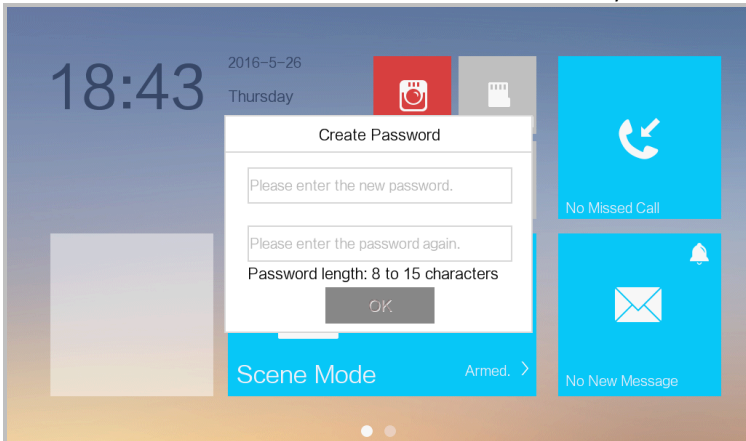 18:43
2016-5-26
Thursday
Create Password
Please enter the new password.
Please enter the password again.
Password length: 8 to 15 characters
OK
No Missed Call
Scene Mode
Armed.
No New Message